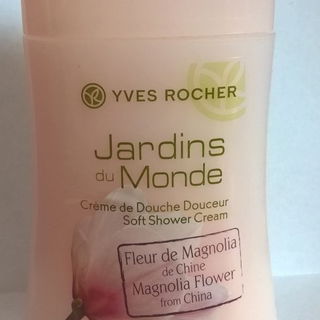 YVES ROCHER
Jardins
du Monde
Crème de Douche Douceur
Soft Shower Cream
Fleur de Magnolia
de Chine
Magnolia Flower
from China